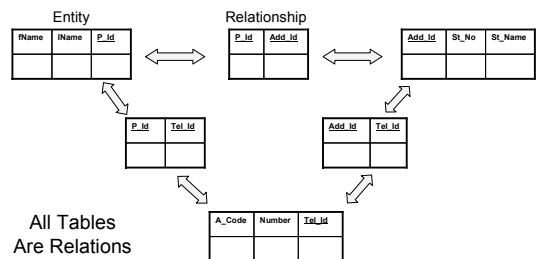 Entity Relationship
fName lName P_Id P_Id Add_Id Add_Id St_No St_Name
P_Id Tel_Id Add_Id Tel_Id
A_Code Number Tel_Id
All Tables
Are Relations